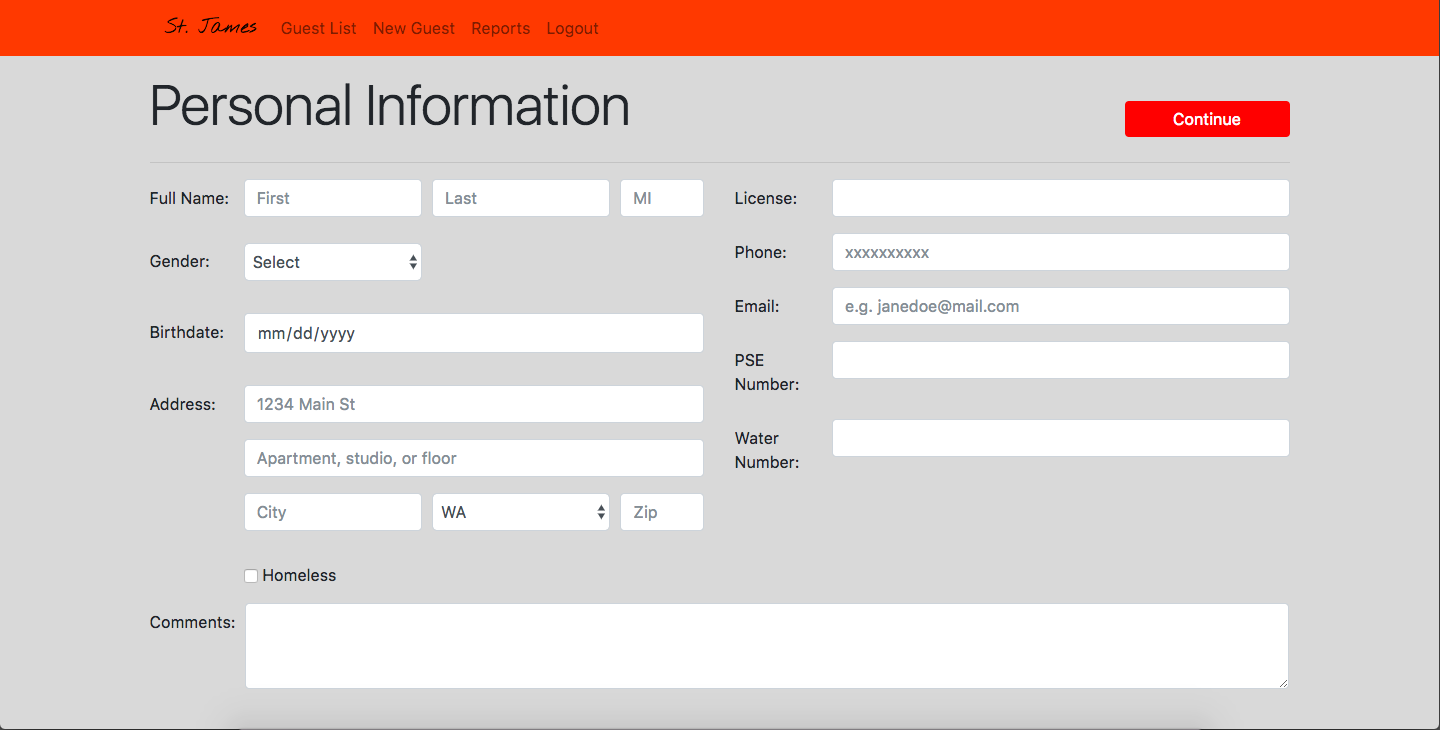 St. James Guest List New Guest Reports Logout
Personal Information
Continue
Full Name: First Last MI
Gender: Select
Birthdate: mm/dd/yyyy
Address: 1234 Main St
Apartment, studio, or floor
City WA Zip
Homeless
License:
Phone: xxxxxxxxxx
Email: e.g. janedoe@mail.com
PSE
Number:
Water
Number:
Comments: